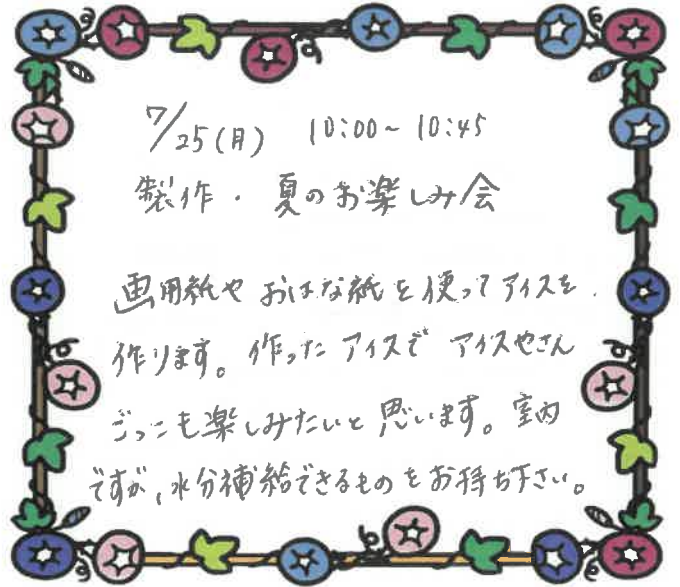 7/25(月) 10:00~10:45
製作・夏のお楽しみ会
画用紙やおはな紙を使ってアイスを
作ります。作ったアイスでアイスやさん
ごっこも楽しみたいと思います。室内
ですが、水分補給できるものをお持ち下さい。